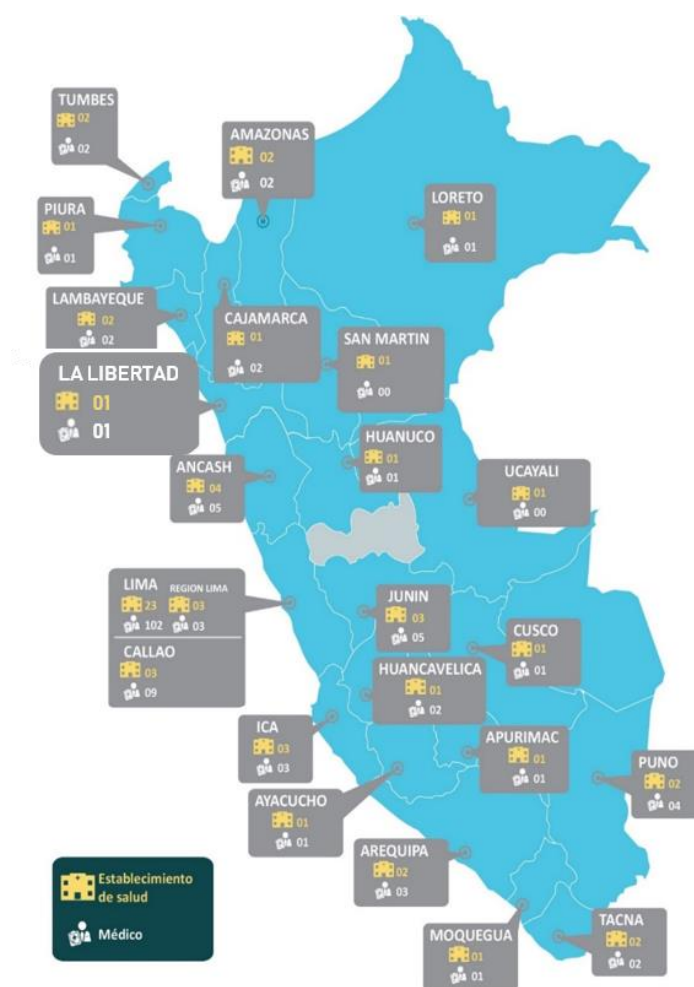 TUMBES
02
02
AMAZONAS
02
02
LORETO
01
01
PIURA
01
01
LAMBAYEQUE
02
02
CAJAMARCA
01
02
SAN MARTIN
01
00
LA LIBERTAD
01
01
HUANUCO
01
01
ANCASH
04
05
UCAYALI
01
00
LIMA REGION LIMA
23 03
102 03
CALLAO
03
09
JUNIN
03
05
CUSCO
01
01
HUANCAVELICA
01
02
ICA
03
03
APURIMAC
01
01
PUNO
02
04
AYACUCHO
01
01
AREQUIPA
02
03
MOQUEGUA
01
01
TACNA
02
02
Establecimiento
de salud
Médico